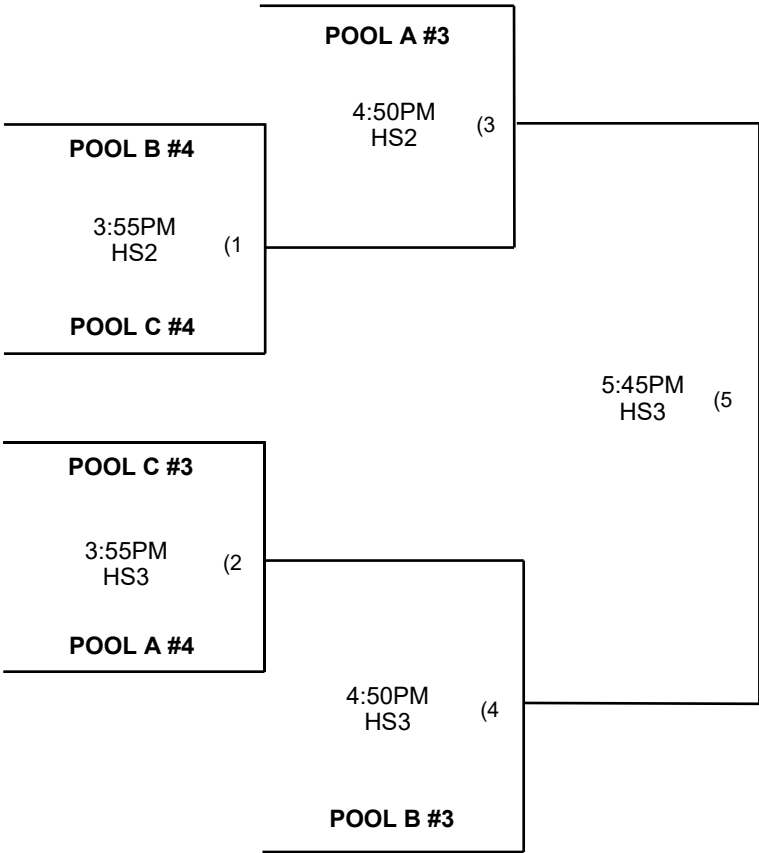 POOL A #3
4:50PM
HS2
(3
POOL B #4
3:55PM
HS2
(1
POOL C #4
5:45PM
HS3
(5
POOL C #3
3:55PM
HS3
(2
POOL A #4
4:50PM
HS3
(4
POOL B #3